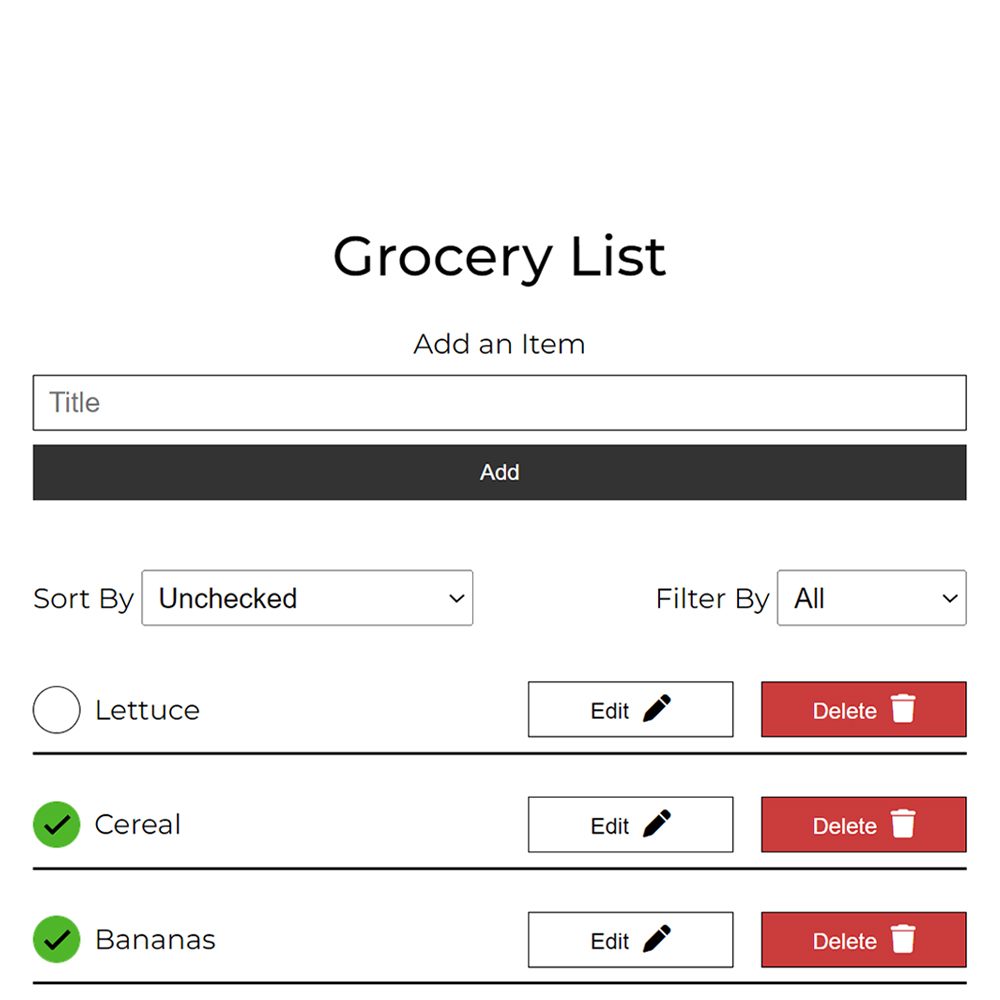 Grocery List
Add an Item
Title
Add
Sort By Unchecked Filter By All
Lettuce Edit Delete
Cereal Edit Delete
Bananas Edit Delete